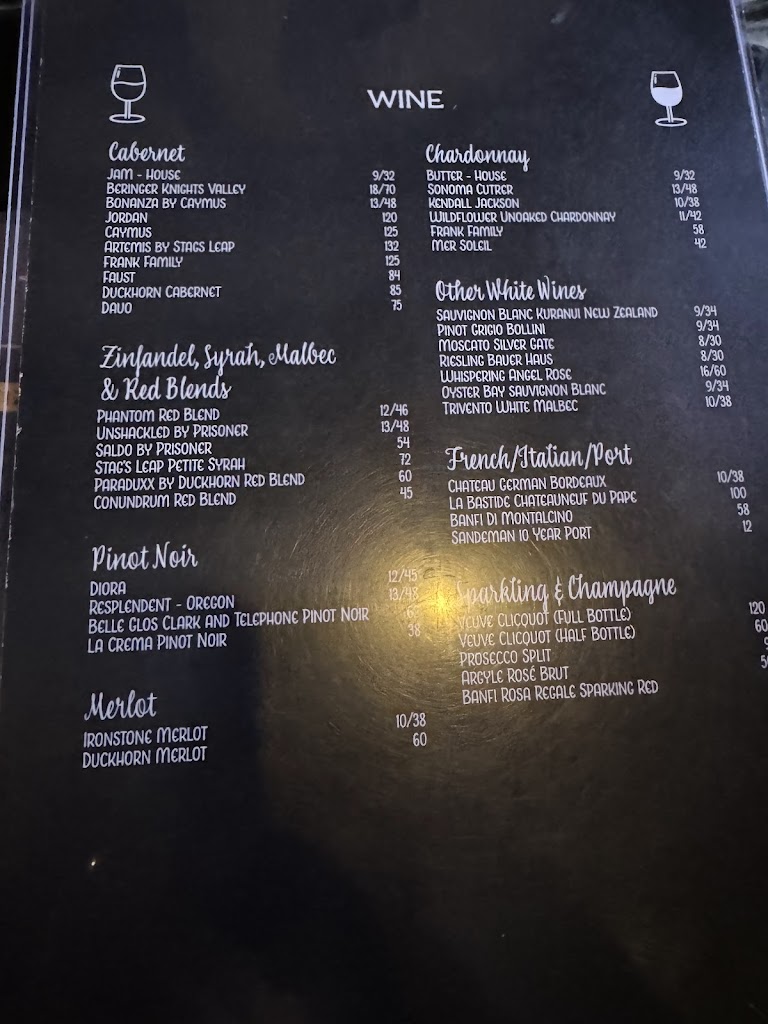 WINE
Cabernet
JAM - HOUSE 9/32
BERINGER KNIGHTS VALLEY 18/70
BONANZA BY CAYMUS 13/48
JORDAN 120
CAYMUS 125
ARTEMIS BY STAGS LEAP 132
FRANK FAMILY 125
FAUST 84
DUCKHORN CABERNET 85
DAUO 75
Zinfandel, Syrah, Malbec
& Red Blends
PHANTOM RED BLEND 12/46
UNSHACKLED BY PRISONER 13/48
SALDO BY PRISONER 54
STAG'S LEAP PETITE SYRAH 72
PARADUXX BY DUCKHORN RED BLEND 60
CONUNDRUM RED BLEND 45
Pinot Noir
DIORA 12/45
RESPLENDENT - OREGON 13/48
BELLE GLOS CLARK AND TELEPHONE PINOT NOIR
LA CREMA PINOT NOIR 38
Merlot
IRONSTONE MERLOT 10/38
DUCKHORN MERLOT 60
Chardonnay
BUTTER - HOUSE 9/32
SONOMA CUTRER 13/48
KENDALL JACKSON 10/38
WILDFLOWER UNOAKED CHARDONNAY 11/42
FRANK FAMILY 58
MER SOLEIL 42
Other White Wines
SAUVIGNON BLANC KURANUI NEW ZEALAND 9/34
PINOT GRIGIO BOLLINI 9/34
MOSCATO SILVER GATE 8/30
RIESLING BAUER HAUS 8/30
WHISPERING ANGEL ROSE 16/60
OYSTER BAY SAUVIGNON BLANC 9/34
TRIVENTO WHITE MALBEC 10/38
French/Italian/Port
CHATEAU GERMAN BORDEAUX 10/38
LA BASTIDE CHATEAUNEUF DU PAPE 100
BANFI DI MONTALCINO 58
SANDEMAN 10 YEAR PORT 12
Sparkling & Champagne
VEUVE CLICQUOT (FULL BOTTLE) 120
VEUVE CLICQUOT (HALF BOTTLE) 60
PROSECCO SPLIT
ARGYLE ROSÉ BRUT
BANFI ROSA REGALE SPARKING RED